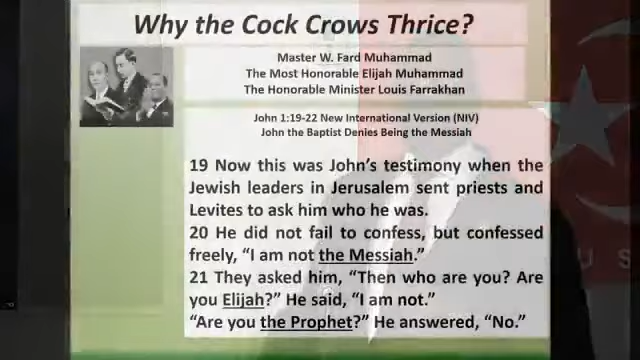 Why the Cock Crows Thrice?
Master W. Fard Muhammad
The Most Honorable Elijah Muhammad
The Honorable Minister Louis Farrakhan
John 1:19-22 New International Version (NIV)
John the Baptist Denies Being the Messiah
19 Now this was John's testimony when the
Jewish leaders in Jerusalem sent priests and
Levites to ask him who he was.
20 He did not fail to confess, but confessed
freely, “I am not the Messiah.”
21 They asked him, “Then who are you? Are
you Elijah?” He said, “I am not.”
“Are you the Prophet?” He answered, “No.”